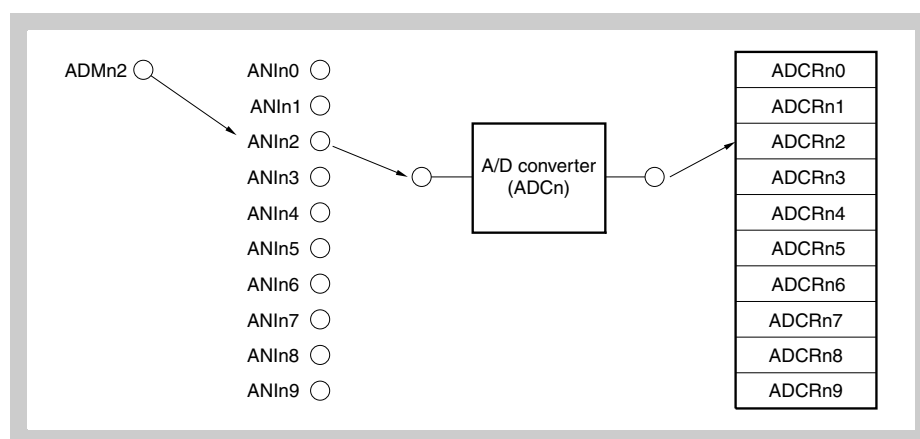 ADMn2
ANIn0
ANIn1
ANIn2
ANIn3
ANIn4
ANIn5
ANIn6
ANIn7
ANIn8
ANIn9
A/D converter
(ADCn)
ADCRn0
ADCRn1
ADCRn2
ADCRn3
ADCRn4
ADCRn5
ADCRn6
ADCRn7
ADCRn8
ADCRn9